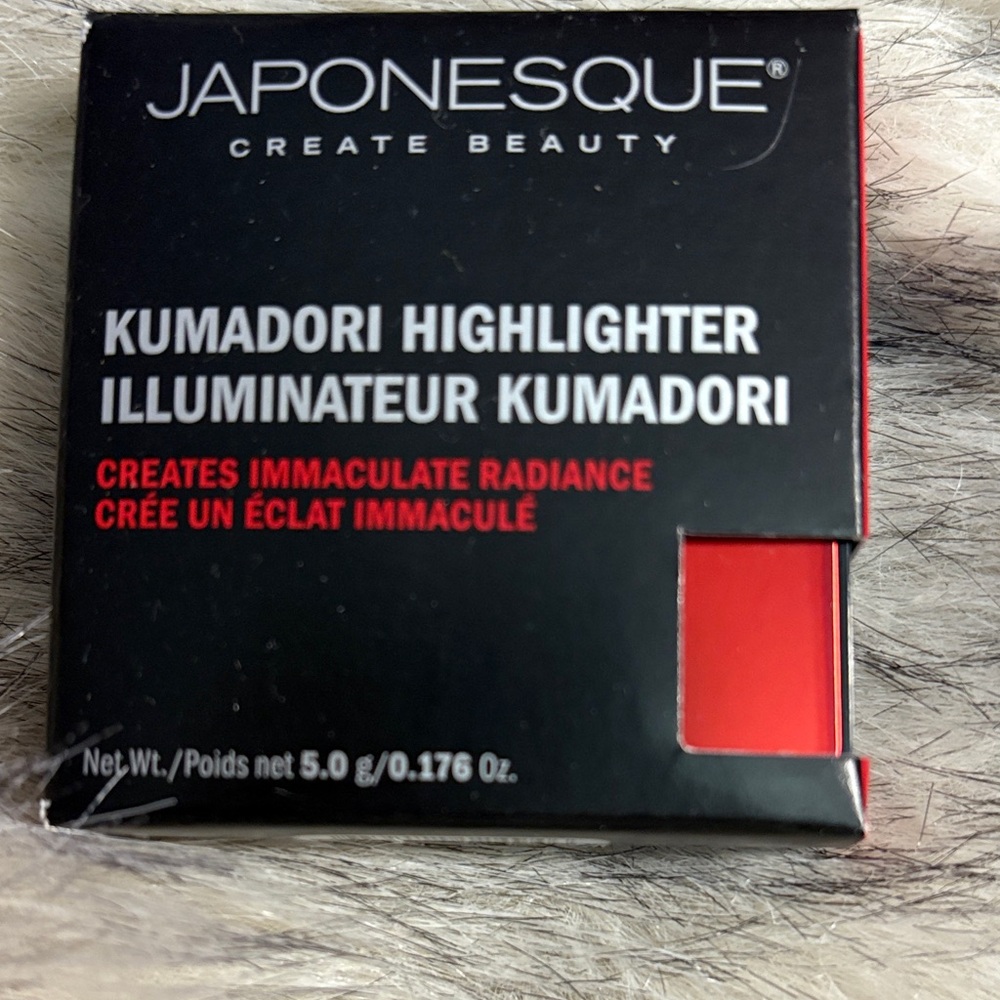 JAPONESQUE®
CREATE BEAUTY
KUMADORI HIGHLIGHTER
ILLUMINATEUR KUMADORI
CREATES IMMACULATE RADIANCE
CRÉE UN ÉCLAT IMMACULÉ
Net Wt./Poids net 5.0 g/0.176 Oz.